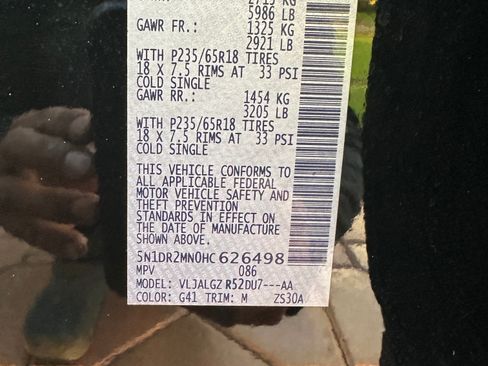 2715 KG
5986 LB
GAWR FR.: 1325 KG
2921 LB
WITH P235/65R18 TIRES
18 X 7.5 RIMS AT 33 PSI
COLD SINGLE
GAWR RR.: 1454 KG
3205 LB
WITH P235/65R18 TIRES
18 X 7.5 RIMS AT 33 PSI
COLD SINGLE
THIS VEHICLE CONFORMS TO
ALL APPLICABLE FEDERAL
MOTOR VEHICLE SAFETY AND
THEFT PREVENTION
STANDARDS IN EFFECT ON
THE DATE OF MANUFACTURE
SHOWN ABOVE.
5N1DR2MN0HC626498
MPV 086
MODEL: VLJALGZ R52DU7---AA
COLOR: G41 TRIM: M ZS30A